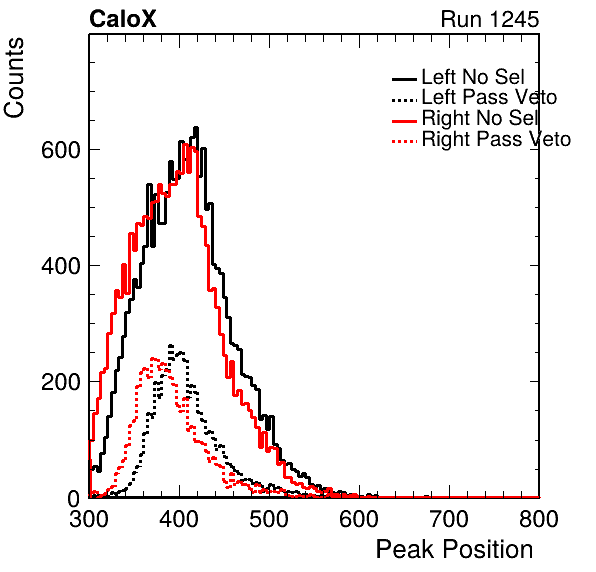 CaloX Run 1245
Counts
Left No Sel
Left Pass Veto
Right No Sel
Right Pass Veto
600
400
200
0
300 400 500 600 700 800
Peak Position